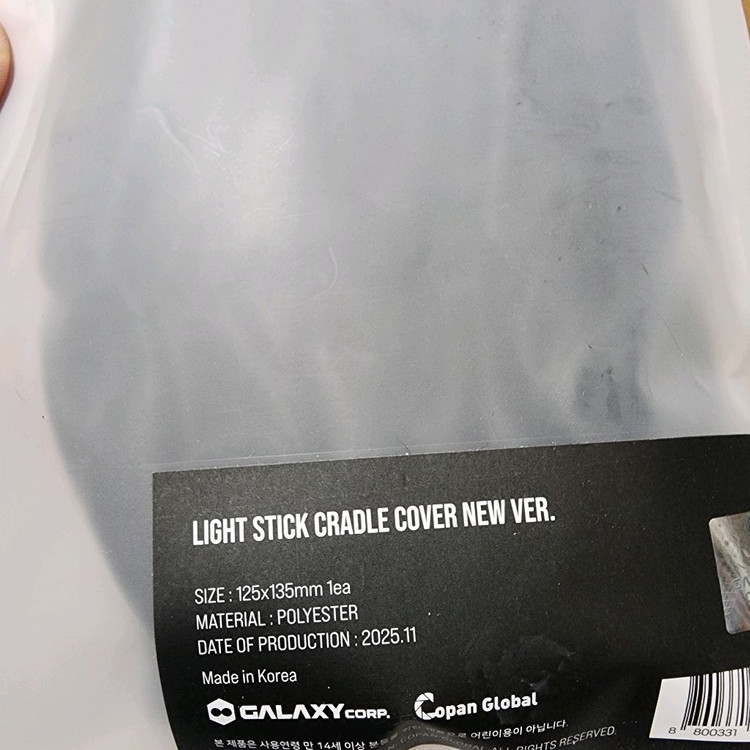 LIGHT STICK CRADLE COVER NEW VER.
SIZE : 125x135mm 1ea
MATERIAL : POLYESTER
DATE OF PRODUCTION : 2025.11
Made in Korea
GALAXY CORP. Copan Global
어린이용이 아닙니다.
본 제품은 사용연령 만 14세 이상
ALL RIGHTS RESERVED.
8 800331